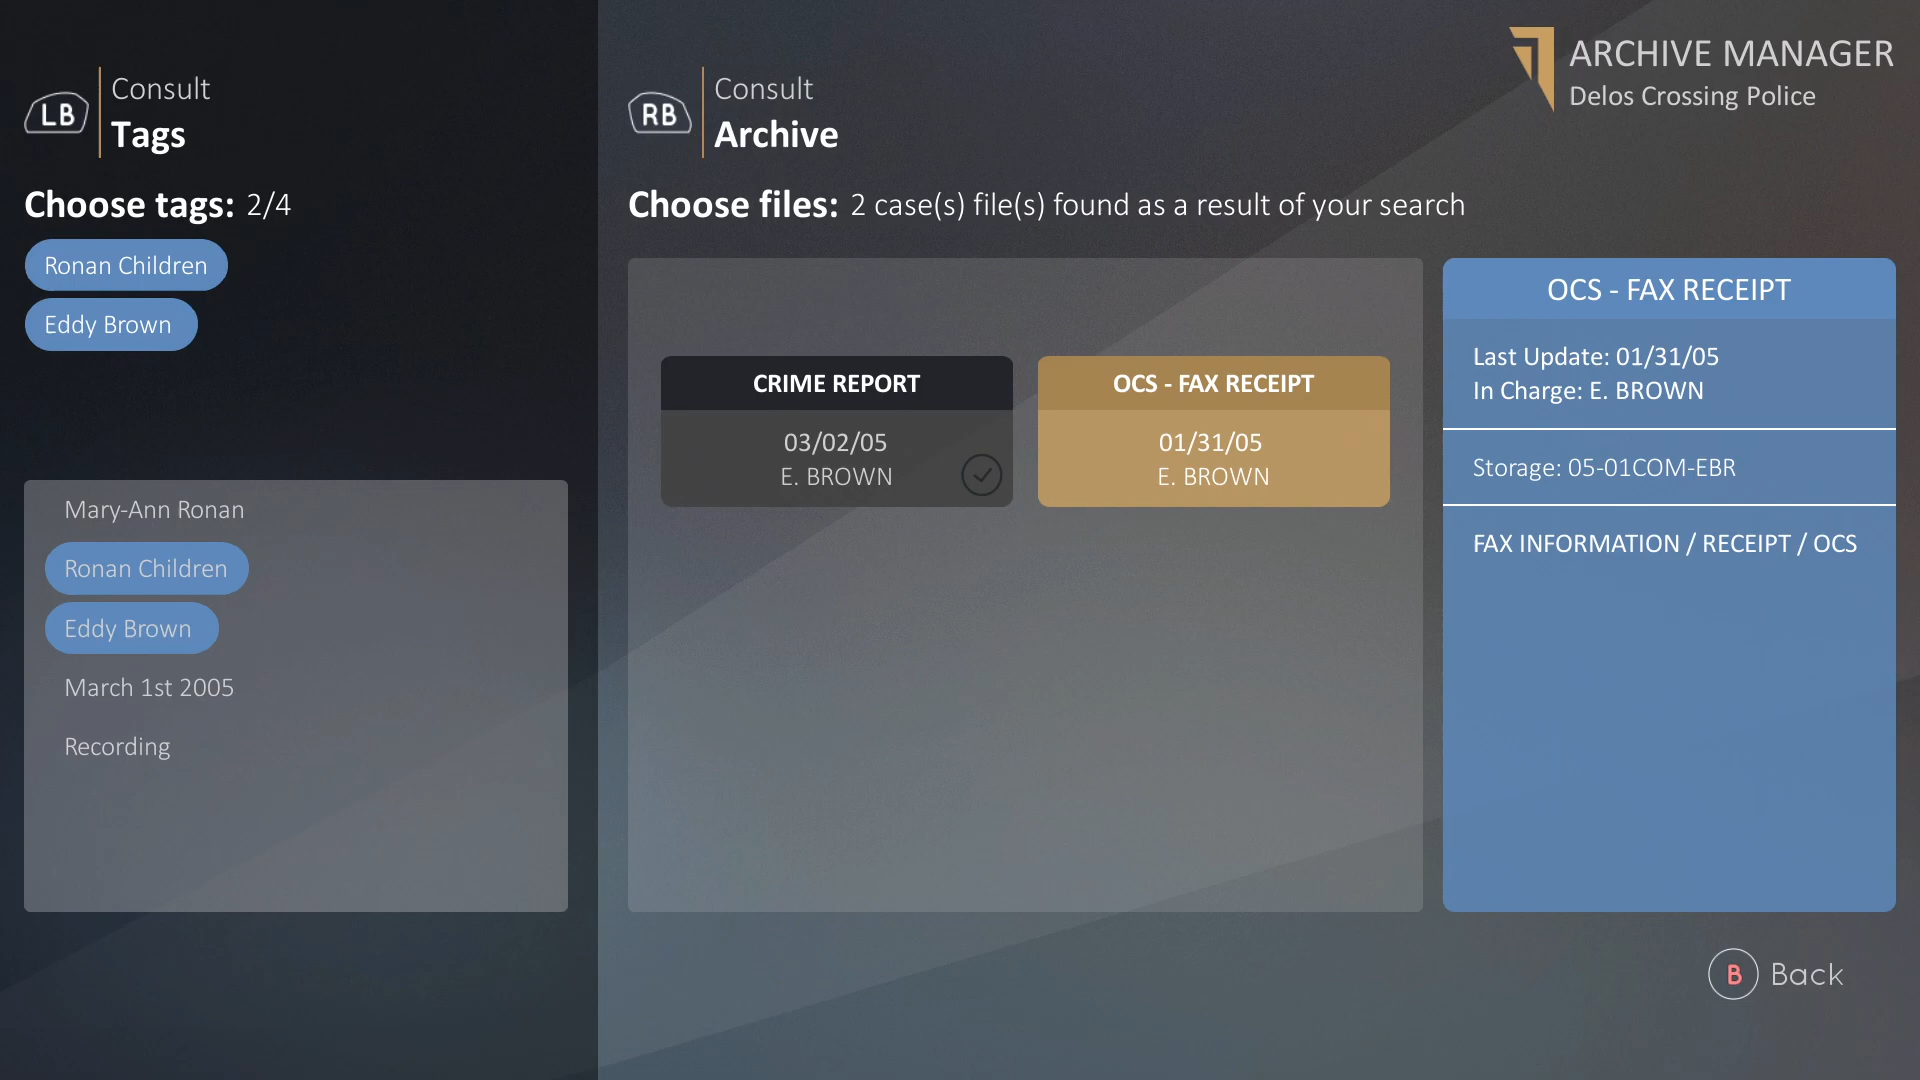 LB
Consult
Tags
Choose tags: 2/4
Ronan Children
Eddy Brown
Mary-Ann Ronan
Ronan Children
Eddy Brown
March 1st 2005
Recording
RB
Consult
Archive
ARCHIVE MANAGER
Delos Crossing Police
Choose files: 2 case(s) file(s) found as a result of your search
CRIME REPORT
03/02/05
E. BROWN
OCS - FAX RECEIPT
01/31/05
E. BROWN
OCS - FAX RECEIPT
Last Update: 01/31/05
In Charge: E. BROWN
Storage: 05-01COM-EBR
FAX INFORMATION / RECEIPT / OCS
B Back